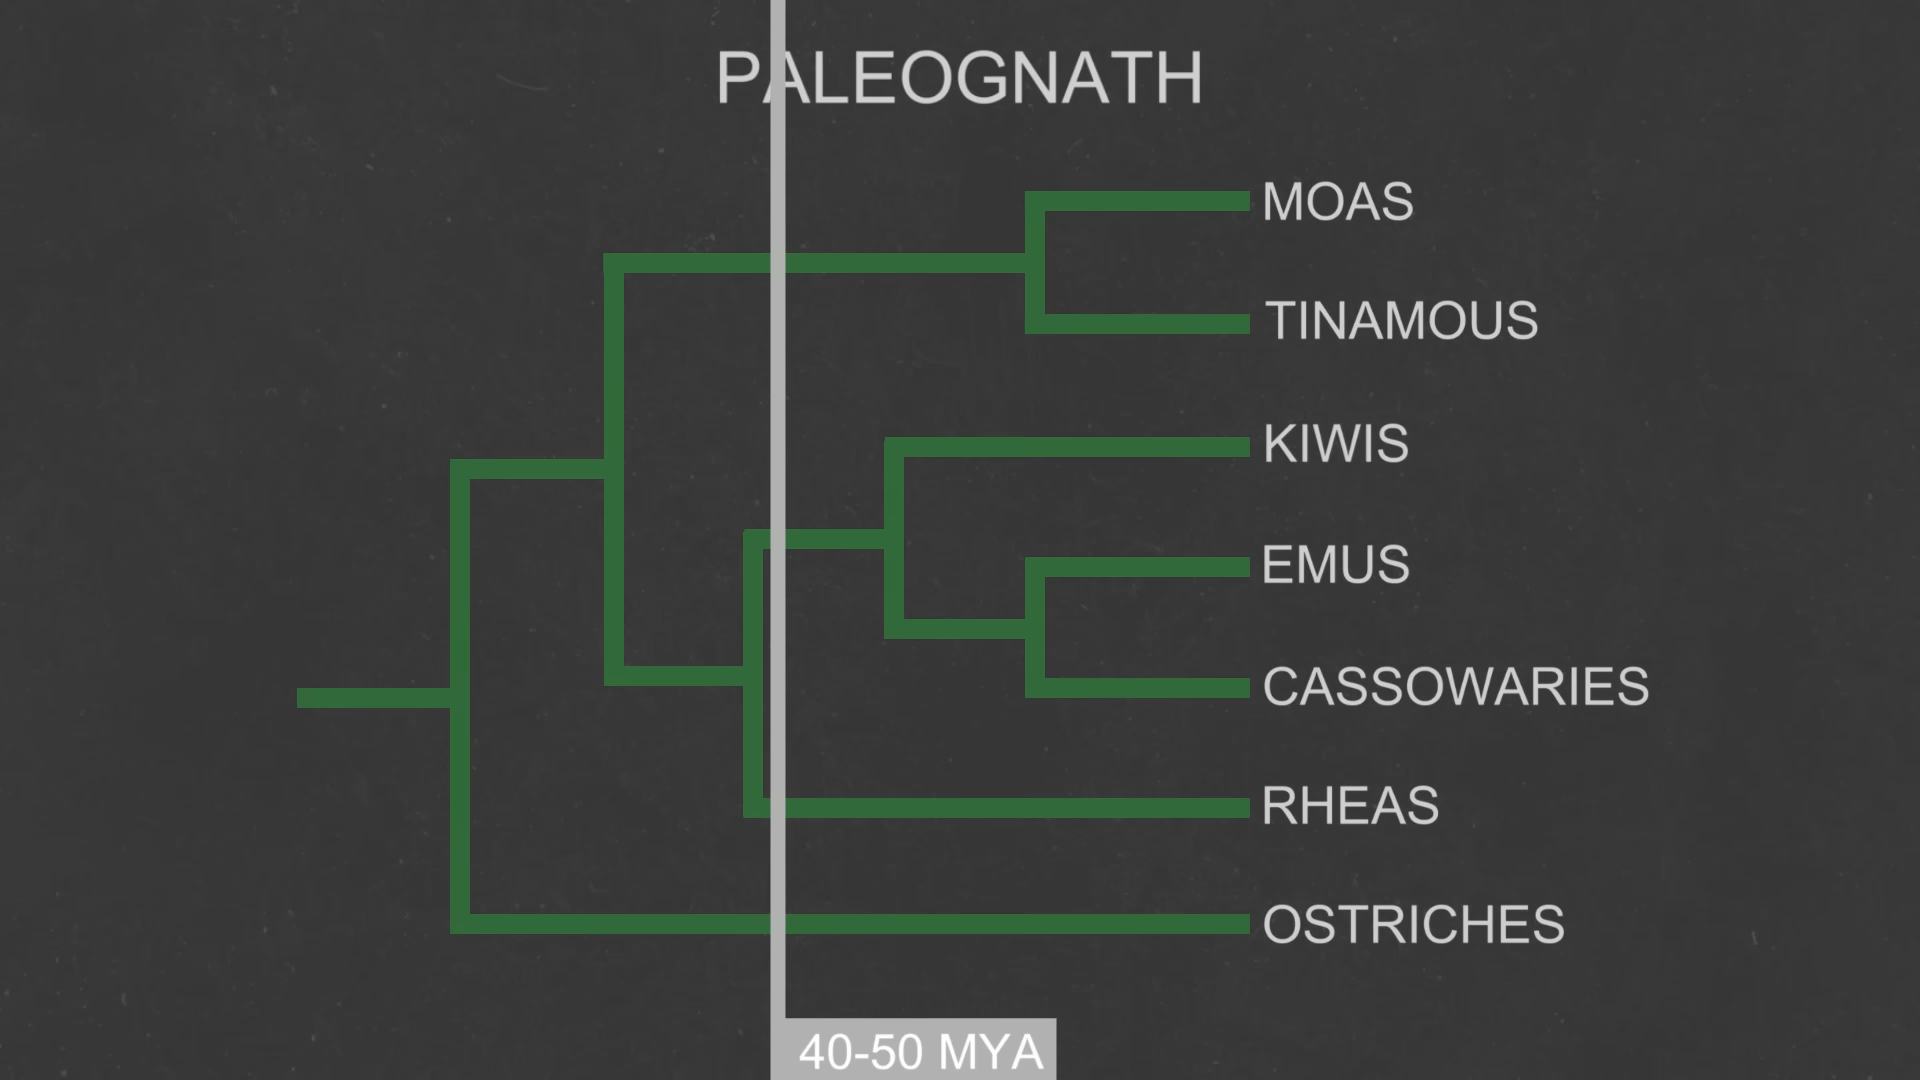 PALEOGNATH
MOAS
TINAMOUS
KIWIS
EMUS
CASSOWARIES
RHEAS
OSTRICHES
40-50 MYA